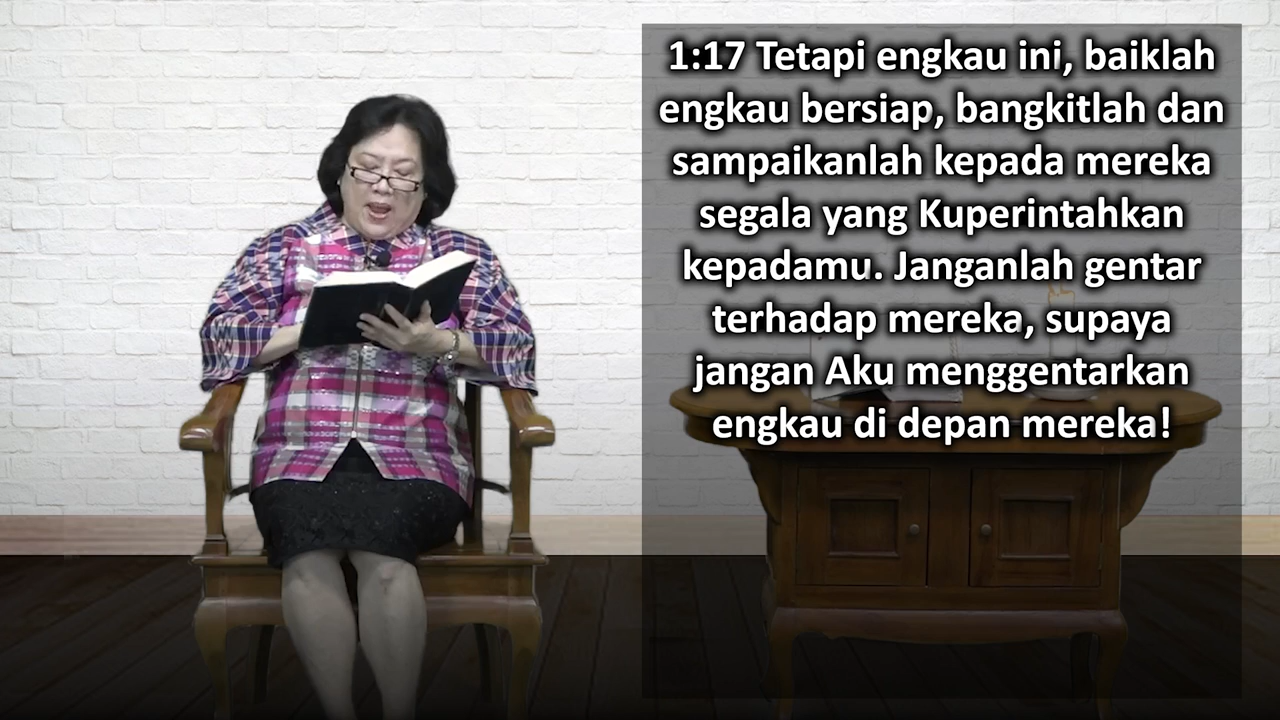 1:17 Tetapi engkau ini, baiklah
engkau bersiap, bangkitlah dan
sampaikanlah kepada mereka
segala yang Kuperintahkan
kepadamu. Janganlah gentar
terhadap mereka, supaya
jangan Aku menggentarkan
engkau di depan mereka!